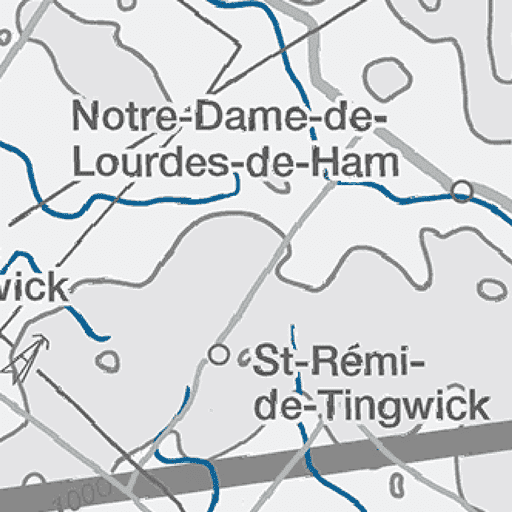 Notre-Dame-de-
Lourdes-de-Ham
wick
St-Rémi-
de-Tingwick
1000